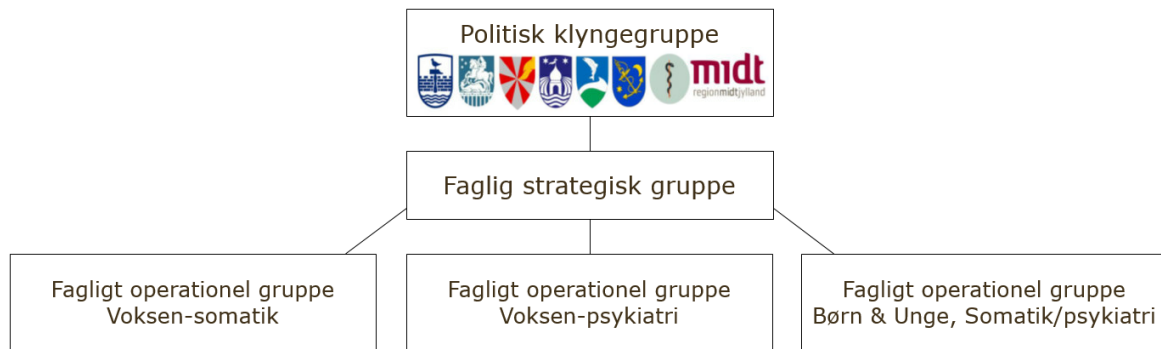 Politisk klyngegruppe
midt
regionmidtjylland
Faglig strategisk gruppe
Fagligt operationel gruppe
Voksen-somatik
Fagligt operationel gruppe
Voksen-psykiatri
Fagligt operationel gruppe
Børn & Unge, Somatik/psykiatri